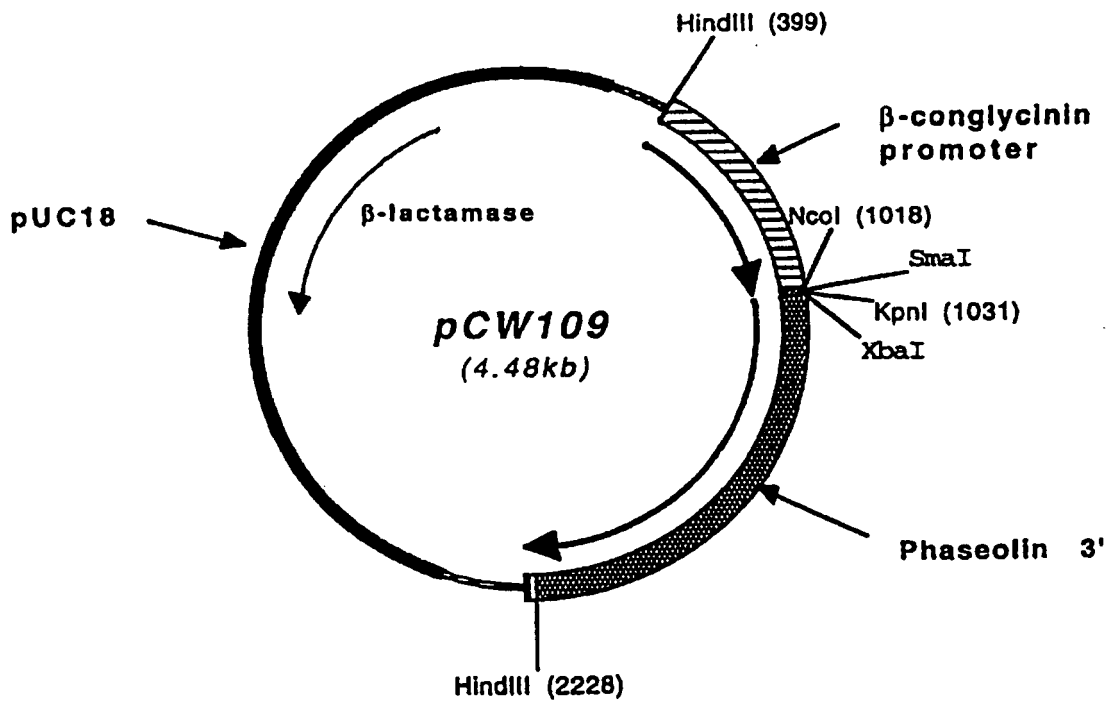 HindIII (399)
β-conglycinin
promoter
pUC18
β-lactamase
NcoI (1018)
SmaI
KpnI (1031)
XbaI
pCW109
(4.48kb)
Phaseolin 3'
HindIII (2228)